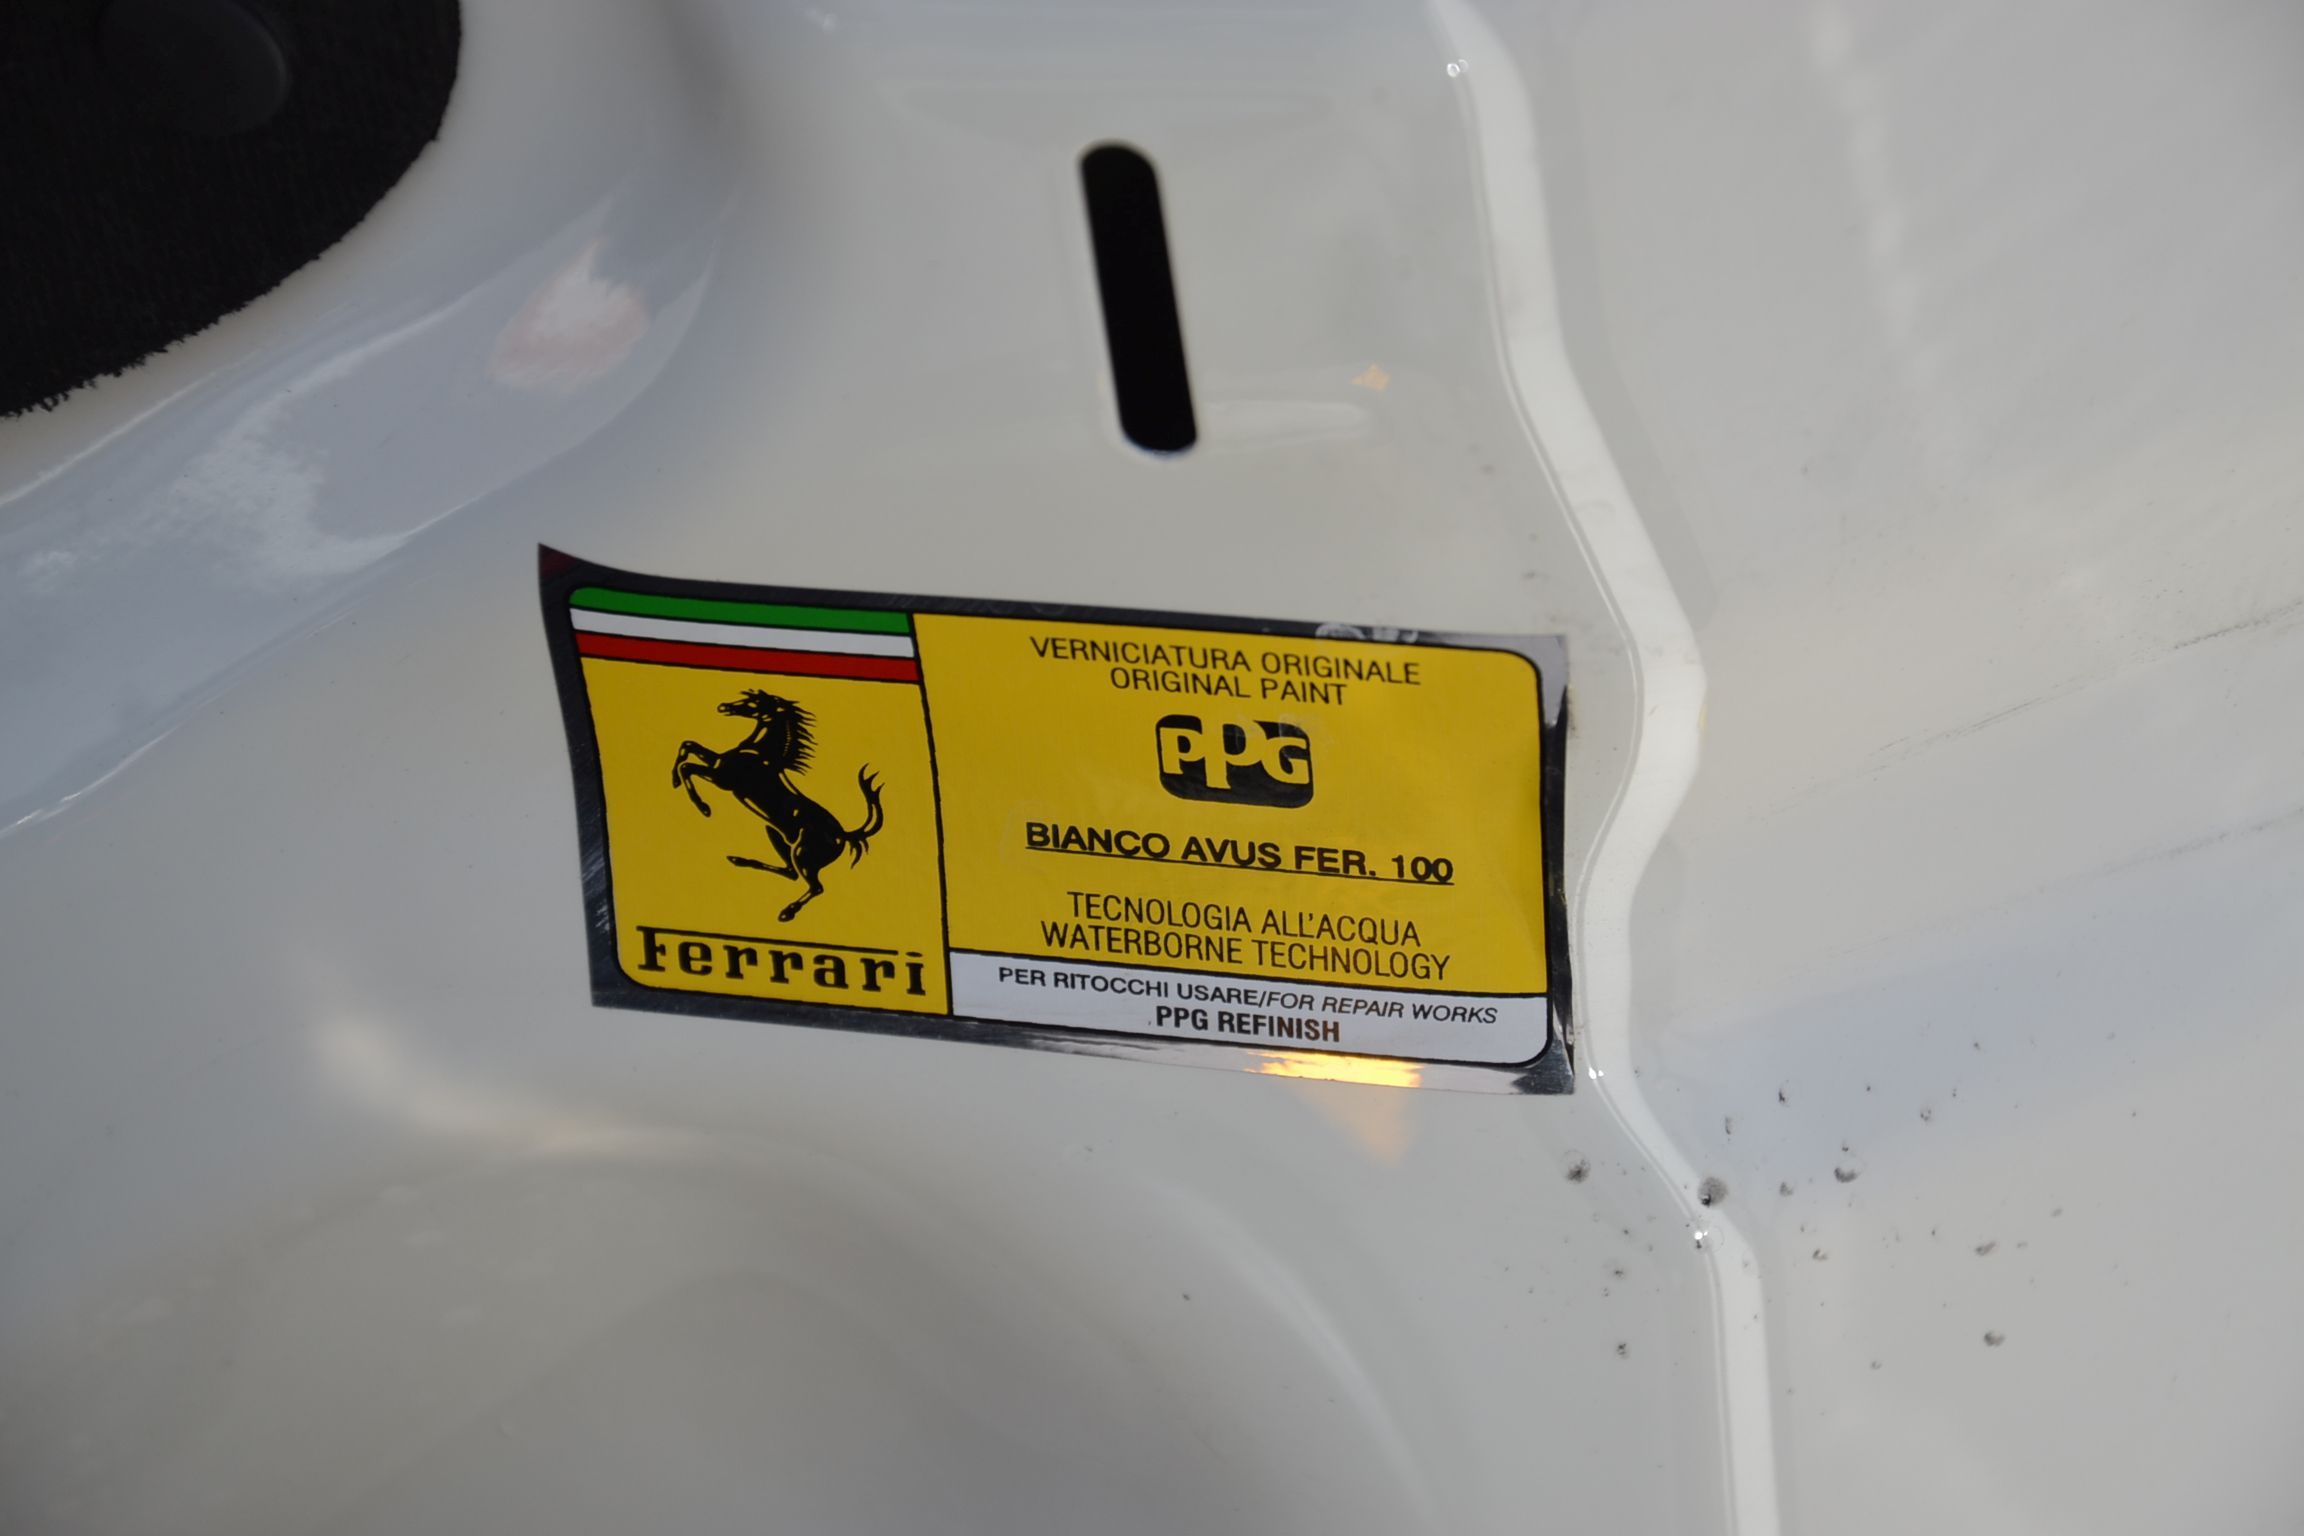 Ferrari
VERNICIATURA ORIGINALE
ORIGINAL PAINT
PPG
BIANCO AVUS FER. 100
TECNOLOGIA ALL'ACQUA
WATERBORNE TECHNOLOGY
PER RITOCCHI USARE/FOR REPAIR WORKS
PPG REFINISH